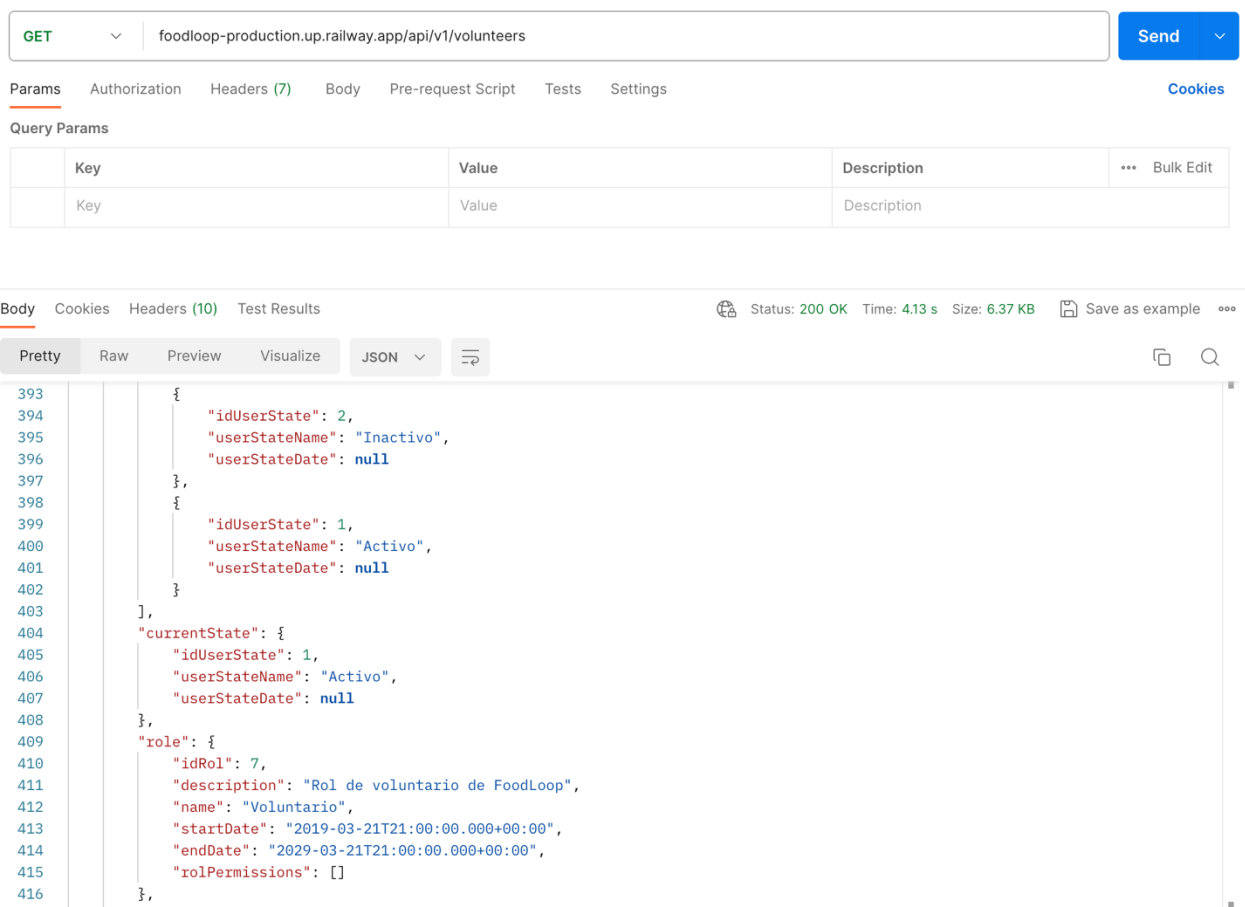 GET foodloop-production.up.railway.app/api/v1/volunteers Send
Params Authorization Headers (7) Body Pre-request Script Tests Settings Cookies
Query Params
Key Value Description ••• Bulk Edit
Key Value Description
Body Cookies Headers (10) Test Results Status: 200 OK Time: 4.13 s Size: 6.37 KB Save as example
Pretty Raw Preview Visualize JSON
393 {
394 "idUserState": 2,
395 "userStateName": "Inactivo",
396 "userStateDate": null
397 },
398 {
399 "idUserState": 1,
400 "userStateName": "Activo",
401 "userStateDate": null
402 }
403 ],
404 "currentState": {
405 "idUserState": 1,
406 "userStateName": "Activo",
407 "userStateDate": null
408 },
409 "role": {
410 "idRol": 7,
411 "description": "Rol de voluntario de FoodLoop",
412 "name": "Voluntario",
413 "startDate": "2019-03-21T21:00:00.000+00:00",
414 "endDate": "2029-03-21T21:00:00.000+00:00",
415 "rolPermissions": []
416 },